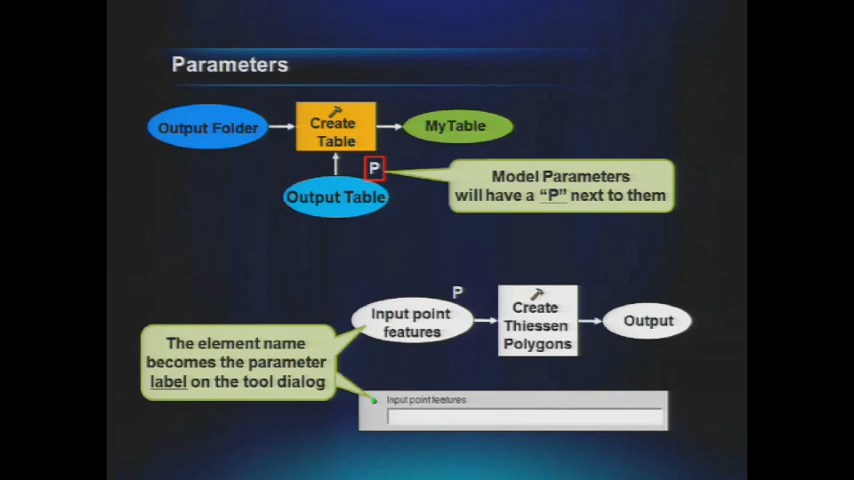 Parameters
Output Folder
Create
Table
MyTable
P
Output Table
Model Parameters
will have a “P” next to them
P
Input point
features
Create
Thiessen
Polygons
Output
The element name
becomes the parameter
label on the tool dialog
Input point features